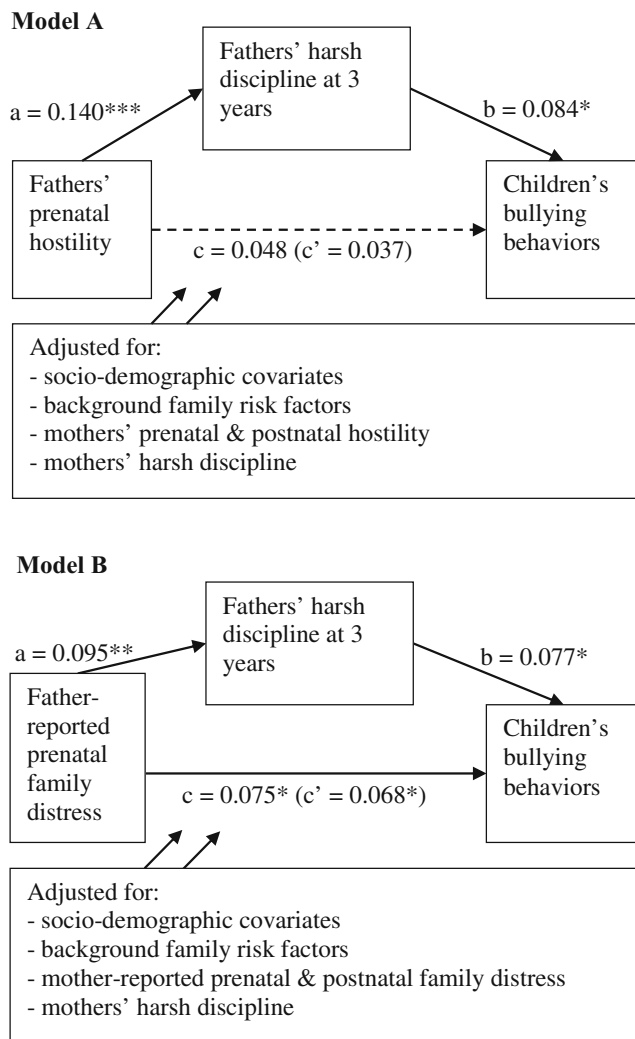 Model A
Fathers' harsh
discipline at 3
years
a = 0.140***
b = 0.084*
Fathers'
prenatal
hostility
Children's
bullying
behaviors
c = 0.048 (c' = 0.037)
Adjusted for:
- socio-demographic covariates
- background family risk factors
- mothers' prenatal & postnatal hostility
- mothers' harsh discipline
Model B
Fathers' harsh
discipline at 3
years
a = 0.095**
b = 0.077*
Father-
reported
prenatal
family
distress
Children's
bullying
behaviors
c = 0.075* (c' = 0.068*)
Adjusted for:
- socio-demographic covariates
- background family risk factors
- mother-reported prenatal & postnatal family distress
- mothers' harsh discipline